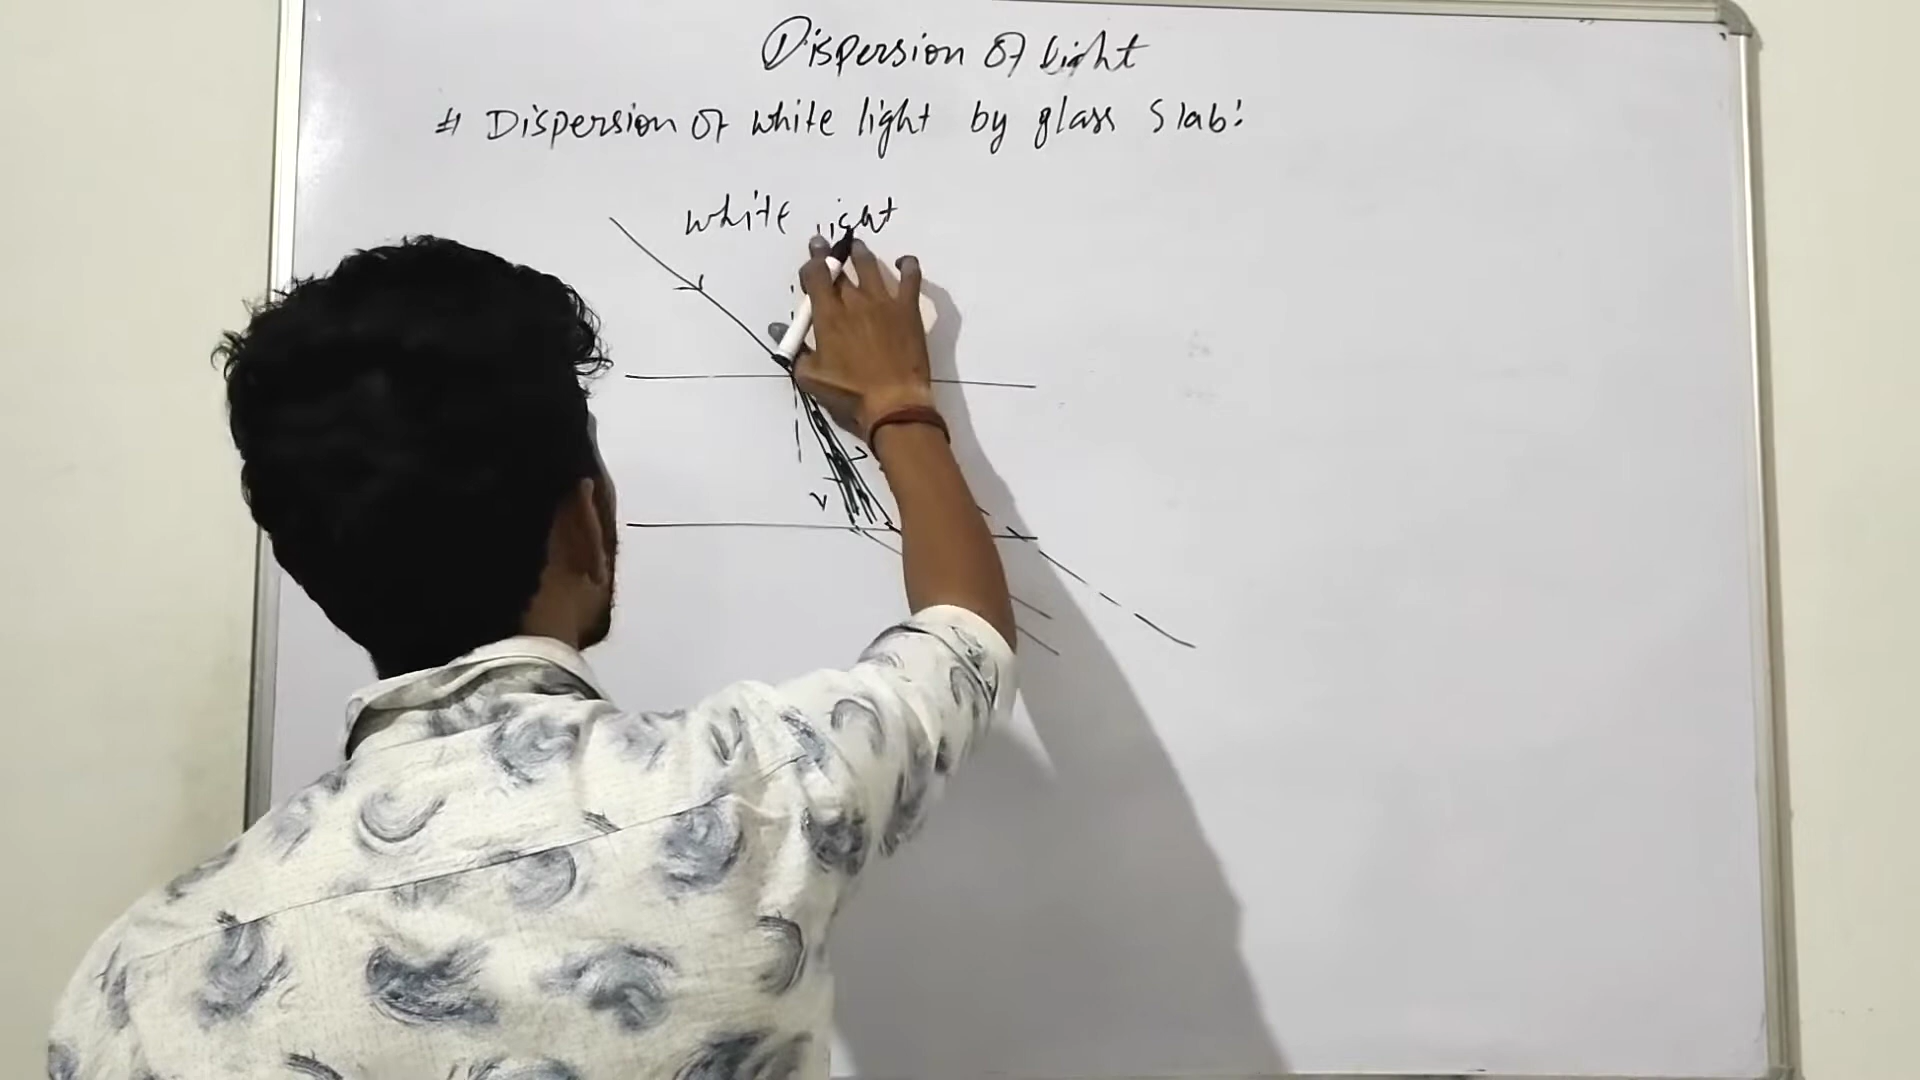 Dispersion of light
# Dispersion of white light by glass slab:
white light
v